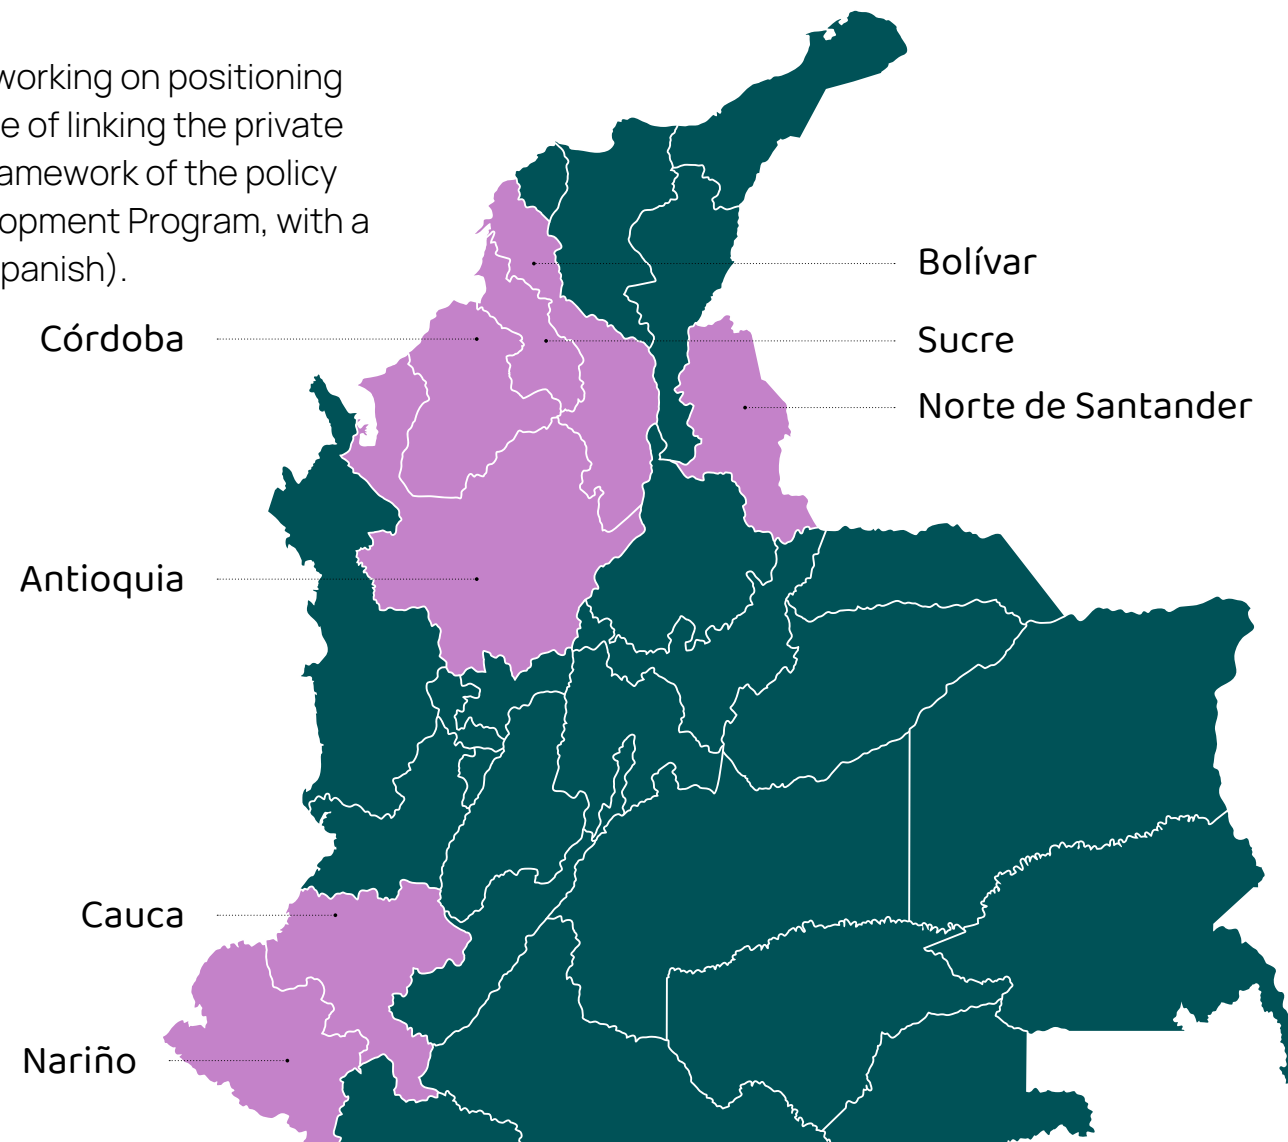 working on positioning
e of linking the private
amework of the policy
opment Program, with a
panish).
Bolívar
Córdoba
Sucre
Norte de Santander
Antioquia
Cauca
Nariño